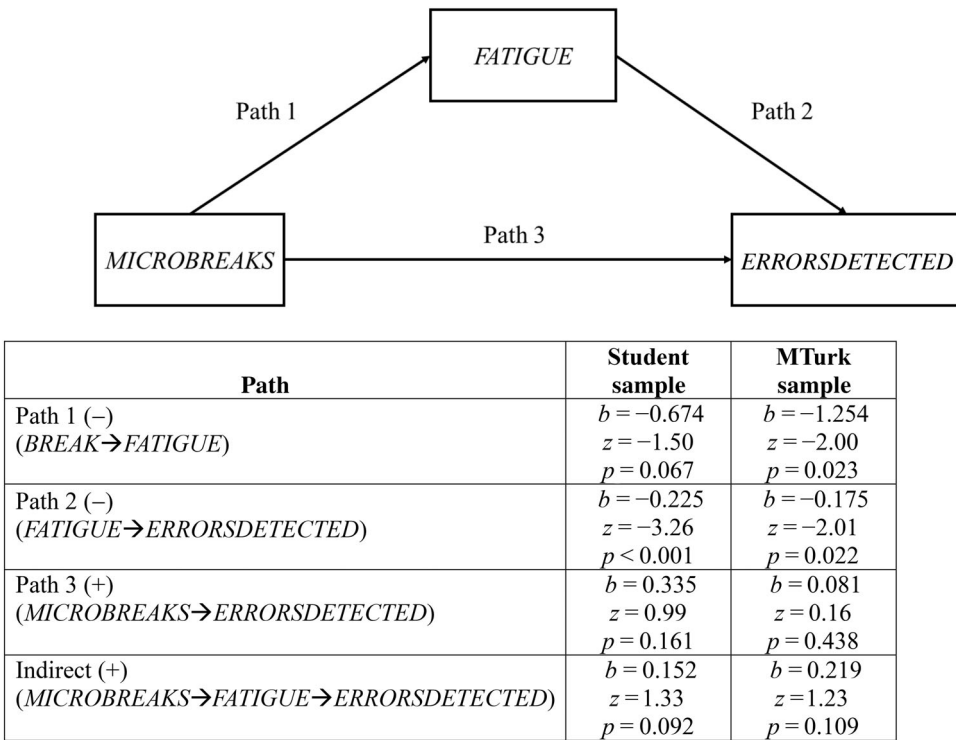 FATIGUE
Path 1
Path 2
Path 3
MICROBREAKS
ERRORSDETECTED
Path
Student
sample
MTurk
sample
Path 1 (−)
(BREAK→FATIGUE)
b = −0.674
z = −1.50
p = 0.067
b = −1.254
z = −2.00
p = 0.023
Path 2 (−)
(FATIGUE→ERRORSDETECTED)
b = −0.225
z = −3.26
p < 0.001
b = −0.175
z = −2.01
p = 0.022
Path 3 (+)
(MICROBREAKS→ERRORSDETECTED)
b = 0.335
z = 0.99
p = 0.161
b = 0.081
z = 0.16
p = 0.438
Indirect (+)
(MICROBREAKS→FATIGUE→ERRORSDETECTED)
b = 0.152
z = 1.33
p = 0.092
b = 0.219
z =1.23
p = 0.109